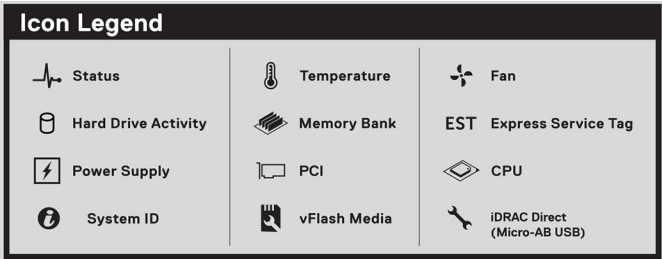 Icon Legend
Status
Temperature
Fan
Hard Drive Activity
Memory Bank
EST Express Service Tag
Power Supply
PCI
CPU
System ID
vFlash Media
iDRAC Direct
(Micro-AB USB)